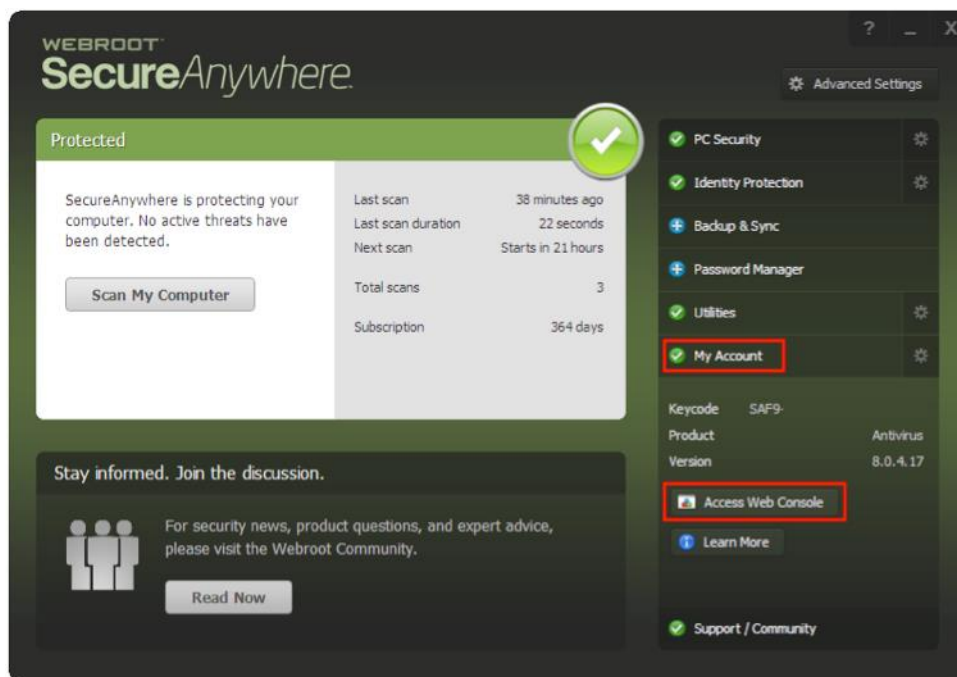 ? _ X
WEBROOT™
SecureAnywhere™
Advanced Settings
Protected
SecureAnywhere is protecting your
computer. No active threats have
been detected.
Scan My Computer
Last scan 38 minutes ago
Last scan duration 22 seconds
Next scan Starts in 21 hours
Total scans 3
Subscription 364 days
Stay informed. Join the discussion.
For security news, product questions, and expert advice,
please visit the Webroot Community.
Read Now
PC Security
Identity Protection
Backup & Sync
Password Manager
Utilities
My Account
Keycode SAF9-
Product Antivirus
Version 8.0.4.17
Access Web Console
Learn More
Support / Community